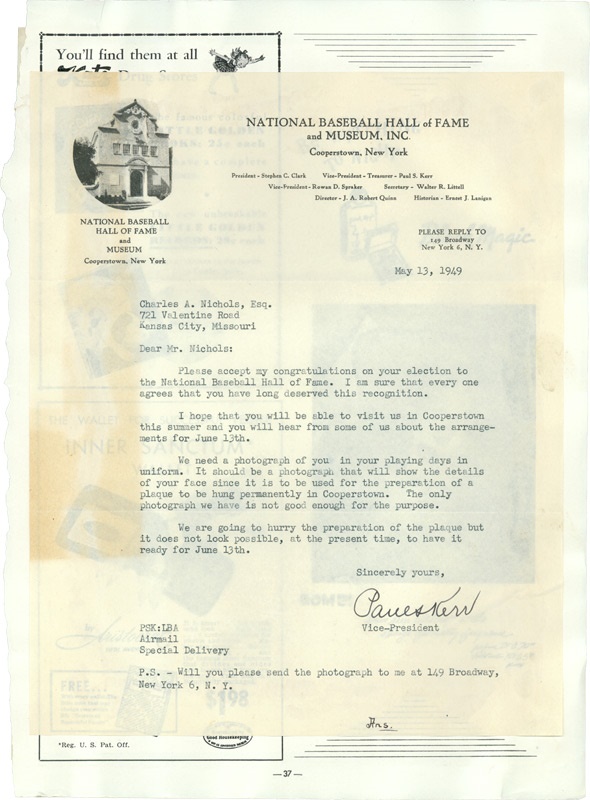 You'll find them at all
Drug Stores
NATIONAL BASEBALL HALL of FAME
and MUSEUM, INC.
Cooperstown, New York
President - Stephen C. Clark Vice-President - Treasurer - Paul S. Kerr
Vice-President - Rowan D. Spraker Secretary - Walter R. Littell
Director - J. A. Robert Quinn Historian - Ernest J. Lanigan
NATIONAL BASEBALL
HALL OF FAME
and
MUSEUM
Cooperstown, New York
PLEASE REPLY TO
149 Broadway
New York 6, N. Y.
May 13, 1949
Charles A. Nichols, Esq.
721 Valentine Road
Kansas City, Missouri
Dear Mr. Nichols:
Please accept my congratulations on your election to
the National Baseball Hall of Fame. I am sure that every one
agrees that you have long deserved this recognition.
I hope that you will be able to visit us in Cooperstown
this summer and you will hear from some of us about the arrange-
ments for June 13th.
We need a photograph of you in your playing days in
uniform. It should be a photograph that will show the details
of your face since it is to be used for the preparation of a
plaque to be hung permanently in Cooperstown. The only
photograph we have is not good enough for the purpose.
We are going to hurry the preparation of the plaque but
it does not look possible, at the present time, to have it
ready for June 13th.
Sincerely yours,
Paul S Kerr
Vice-President
PSK:LBA
Airmail
Special Delivery
P.S. - Will you please send the photograph to me at 149 Broadway,
New York 6, N. Y.
Ans.
INNER SANCTUM
FREE...
$1.98
Good Housekeeping
*Reg. U. S. Pat. Off.
—37—